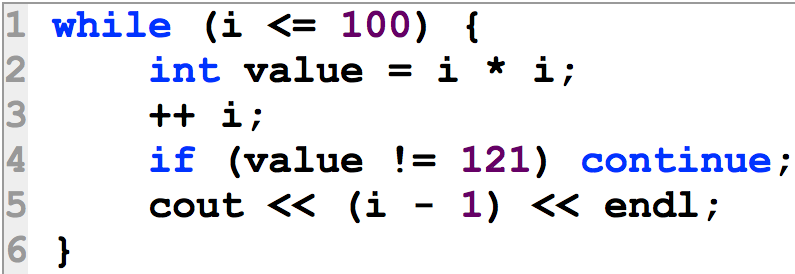 1 while (i <= 100) {
2     int value = i * i;
3     ++ i;
4     if (value != 121) continue;
5     cout << (i - 1) << endl;
6 }